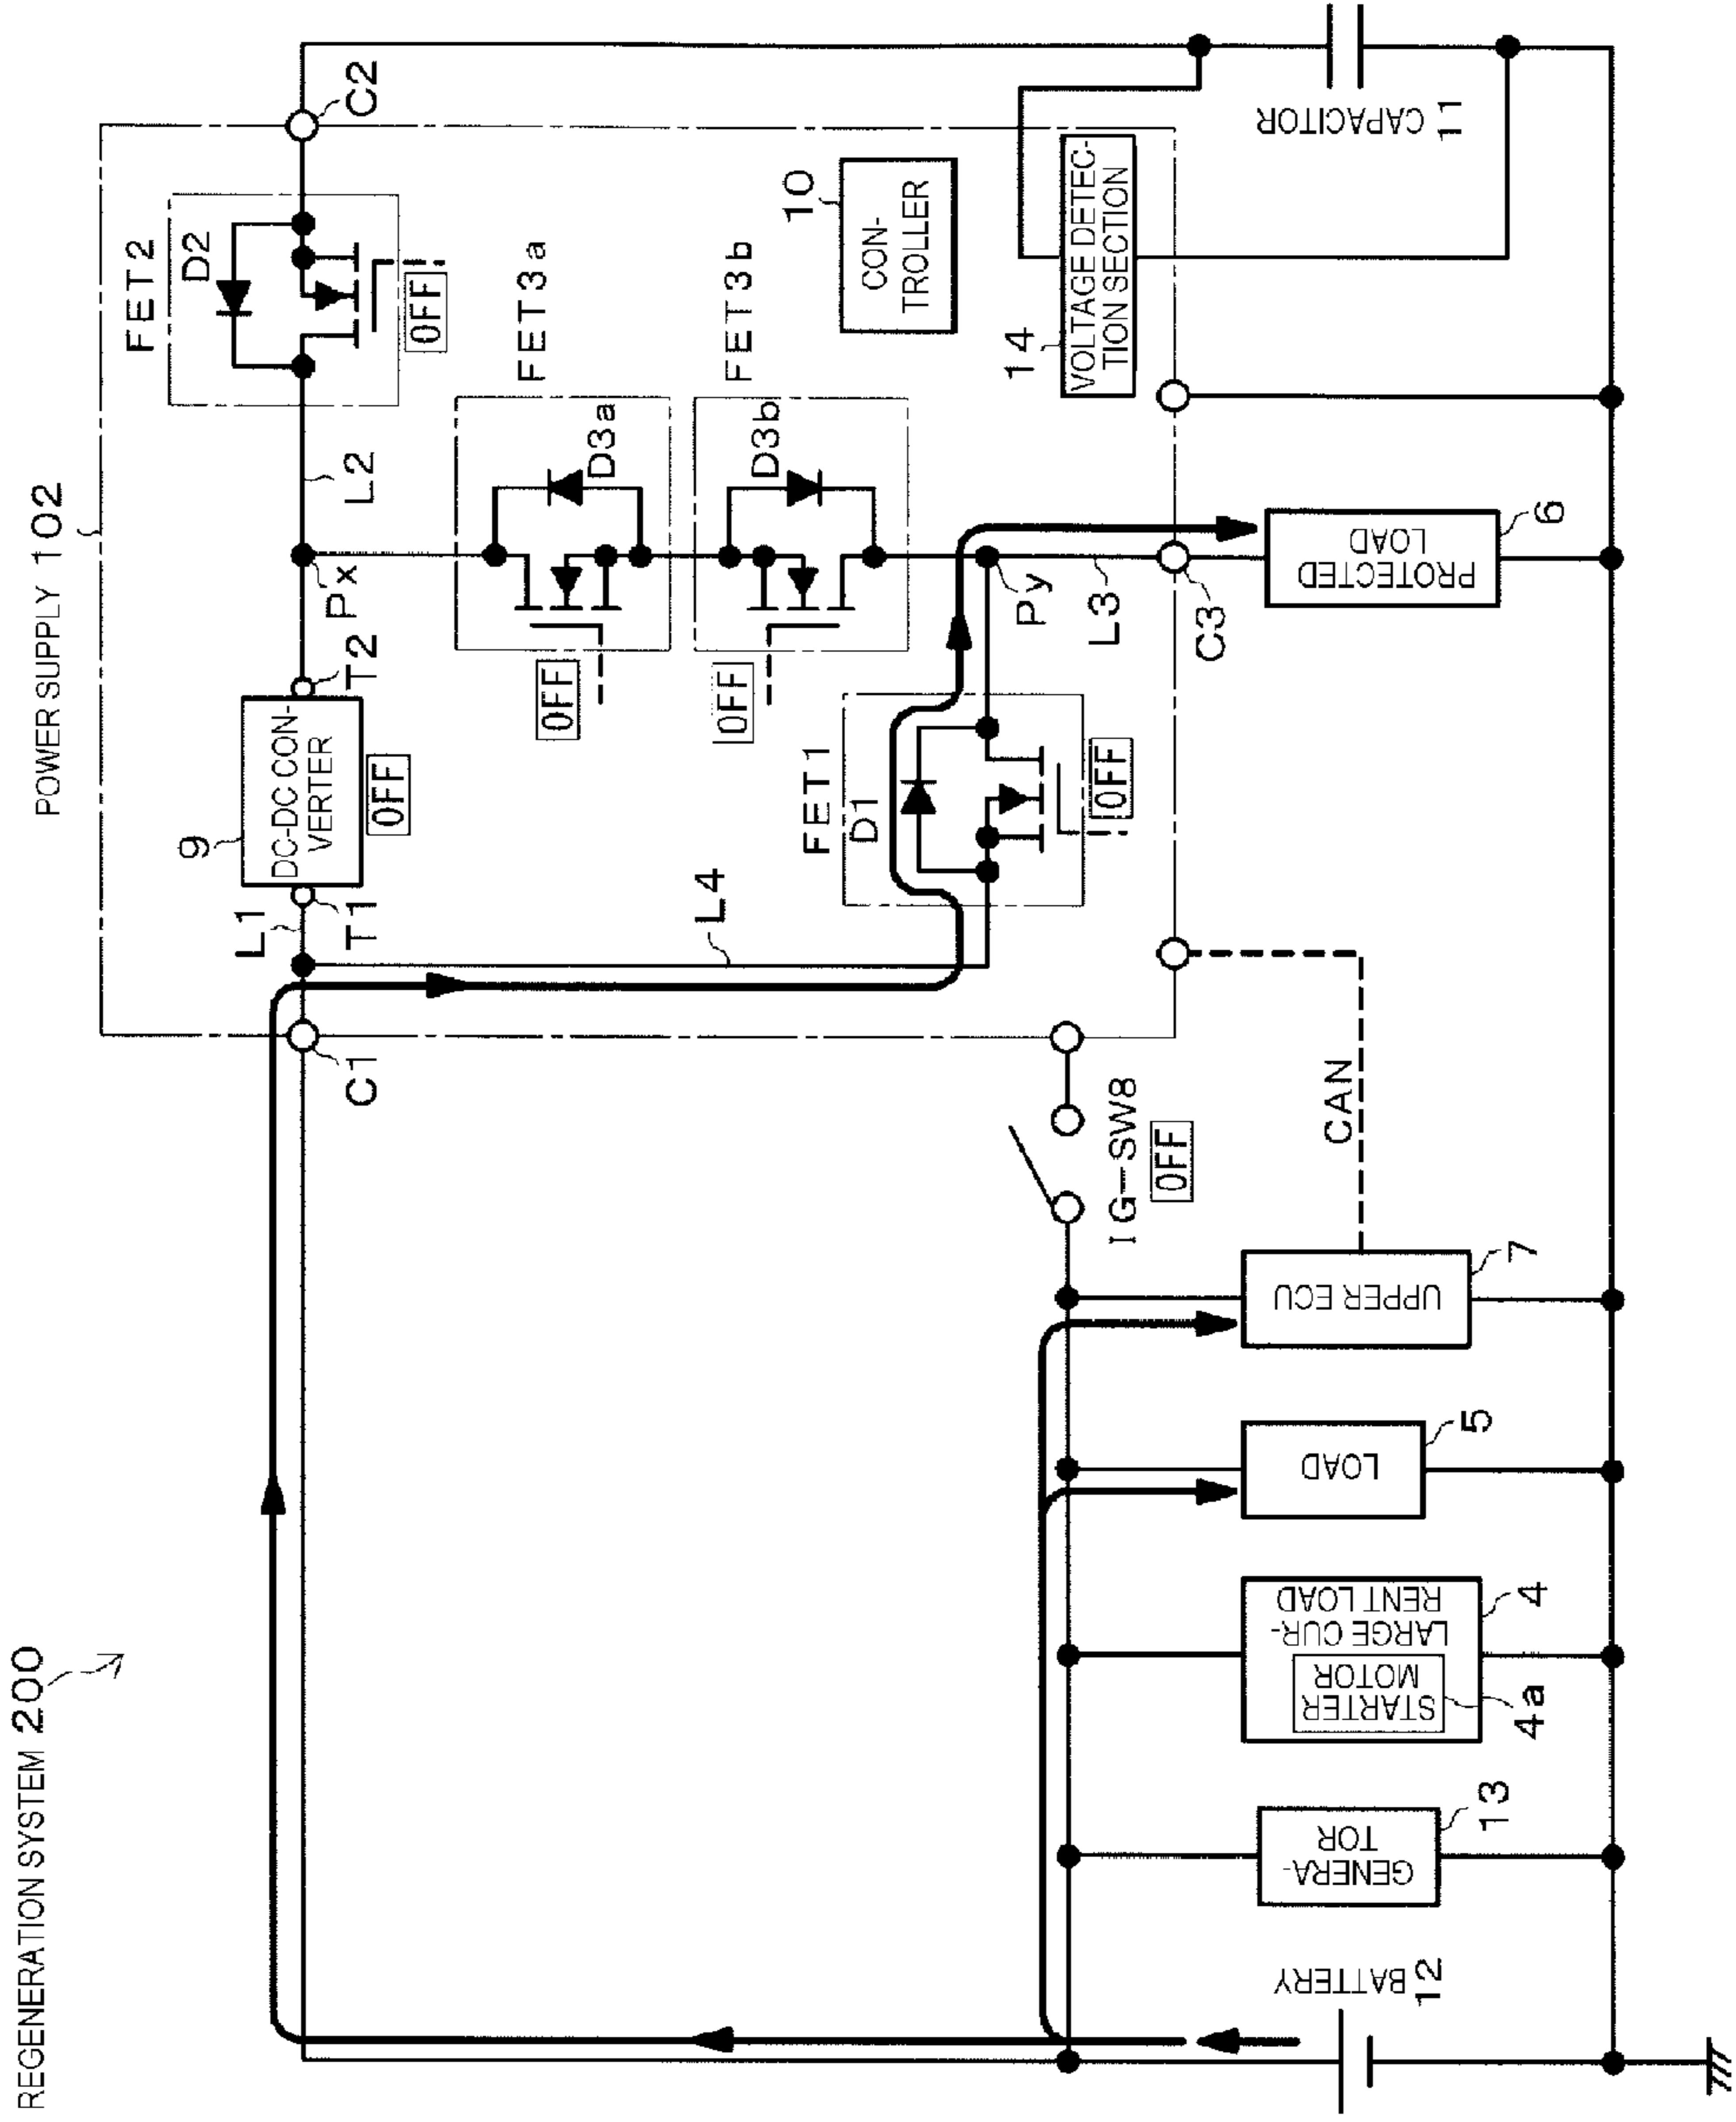 REGENERATION SYSTEM 200
POWER SUPPLY 102
9
DC-DC CON-
VERTER
OFF
L1
T1
T2
C1
Px
L2
FET2
D2
OFF
C2
FET3a
D3a
OFF
FET3b
D3b
OFF
L4
FET1
D1
OFF
Py
L3
C3
10
CON-
TROLLER
14
VOLTAGE DETEC-
TION SECTION
IG-SW8
OFF
CAN
BATTERY
12
GENERA-
TOR
13
LARGE CUR-
RENT LOAD
4
STARTER
MOTOR
4a
LOAD
5
UPPER ECU
7
PROTECTED
LOAD
6
CAPACITOR
11